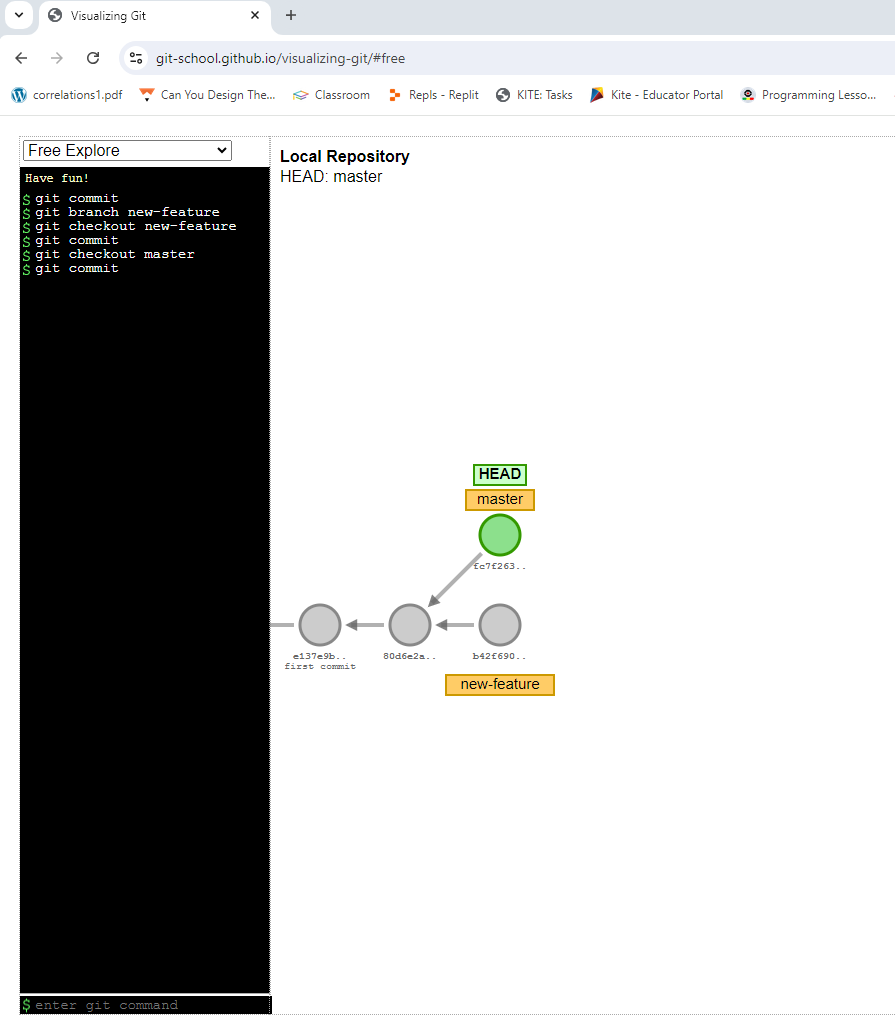 Visualizing Git
git-school.github.io/visualizing-git/#free
correlations1.pdf Can You Design The... Classroom Repls - Replit KITE: Tasks Kite - Educator Portal Programming Lesso...
Free Explore
Have fun!
$ git commit
$ git branch new-feature
$ git checkout new-feature
$ git commit
$ git checkout master
$ git commit
$ enter git command
Local Repository
HEAD: master
HEAD
master
fc7f263..
e137e9b.. 80d6e2a.. b42f690..
first commit
new-feature